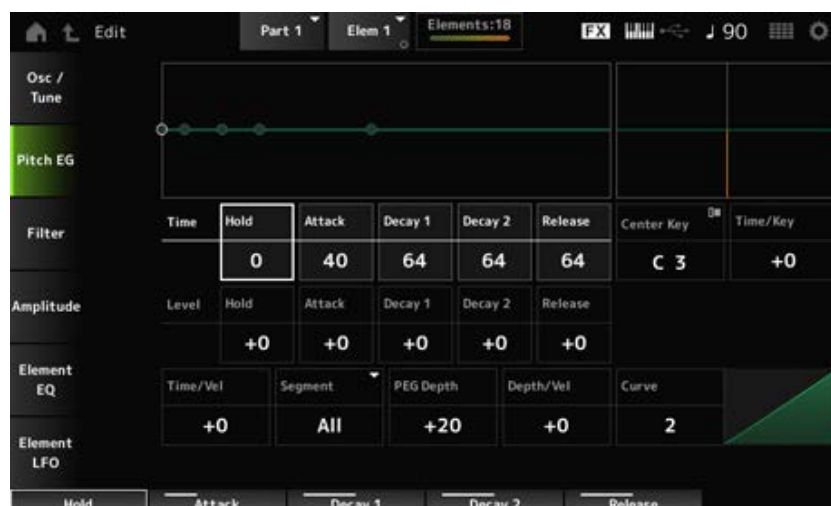 Edit
Part 1
Elem 1
Elements:18
FX
♩ 90
Osc /
Tune
Pitch EG
Filter
Amplitude
Element
EQ
Element
LFO
Time Hold Attack Decay 1 Decay 2 Release Center Key Time/Key
0 40 64 64 64 C 3 +0
Level Hold Attack Decay 1 Decay 2 Release
+0 +0 +0 +0 +0
Time/Vel Segment PEG Depth Depth/Vel Curve
+0 All +20 +0 2
Hold Attack Decay 1 Decay 2 Release